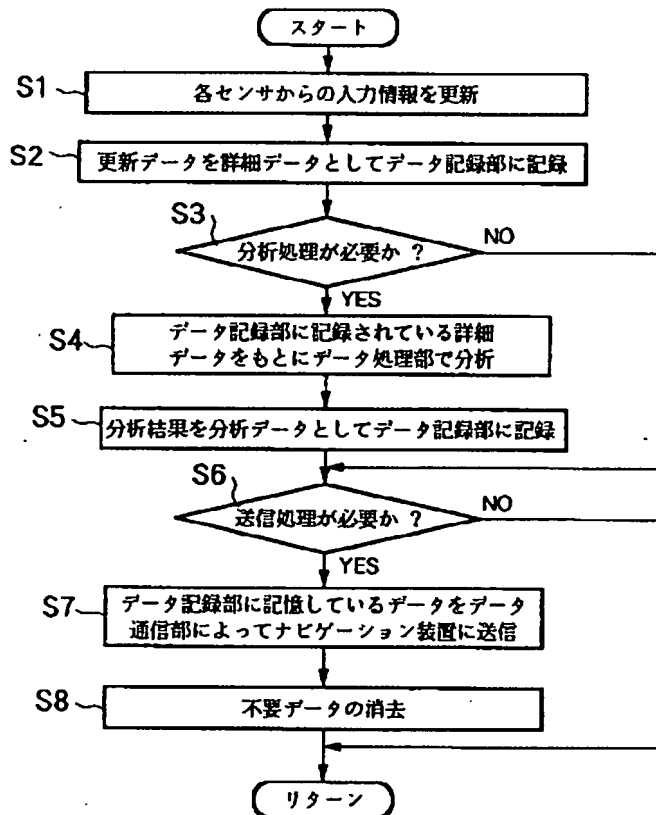 スタート
S1
各センサからの入力情報を更新
S2
更新データを詳細データとしてデータ記録部に記録
S3
分析処理が必要か ?
NO
YES
S4
データ記録部に記録されている詳細
データをもとにデータ処理部で分析
S5
分析結果を分析データとしてデータ記録部に記録
S6
送信処理が必要か ?
NO
YES
S7
データ記録部に記憶しているデータをデータ
通信部によってナビゲーション装置に送信
S8
不要データの消去
リターン